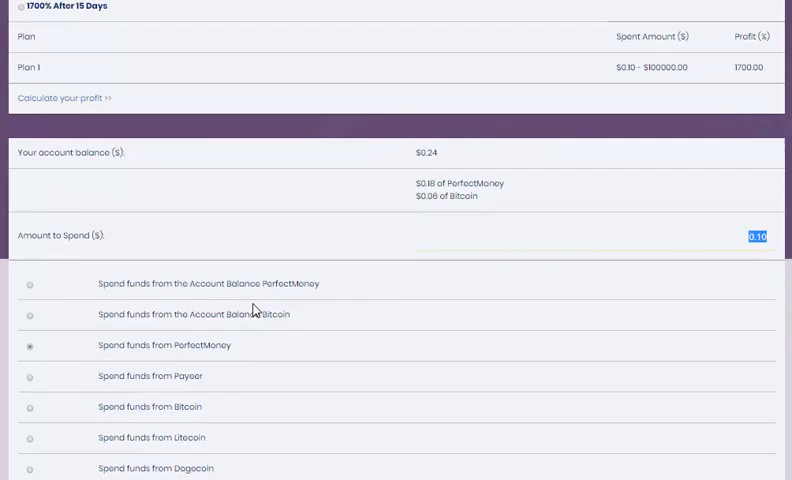 1700% After 15 Days
Plan Spent Amount ($) Profit (%)
Plan 1 $0.10 - $100000.00 1700.00
Calculate your profit >>
Your account balance ($): $0.24
$0.18 of PerfectMoney
$0.06 of Bitcoin
Amount to Spend ($): 0.10
Spend funds from the Account Balance PerfectMoney
Spend funds from the Account Balance Bitcoin
Spend funds from PerfectMoney
Spend funds from Payeer
Spend funds from Bitcoin
Spend funds from Litecoin
Spend funds from Dogecoin